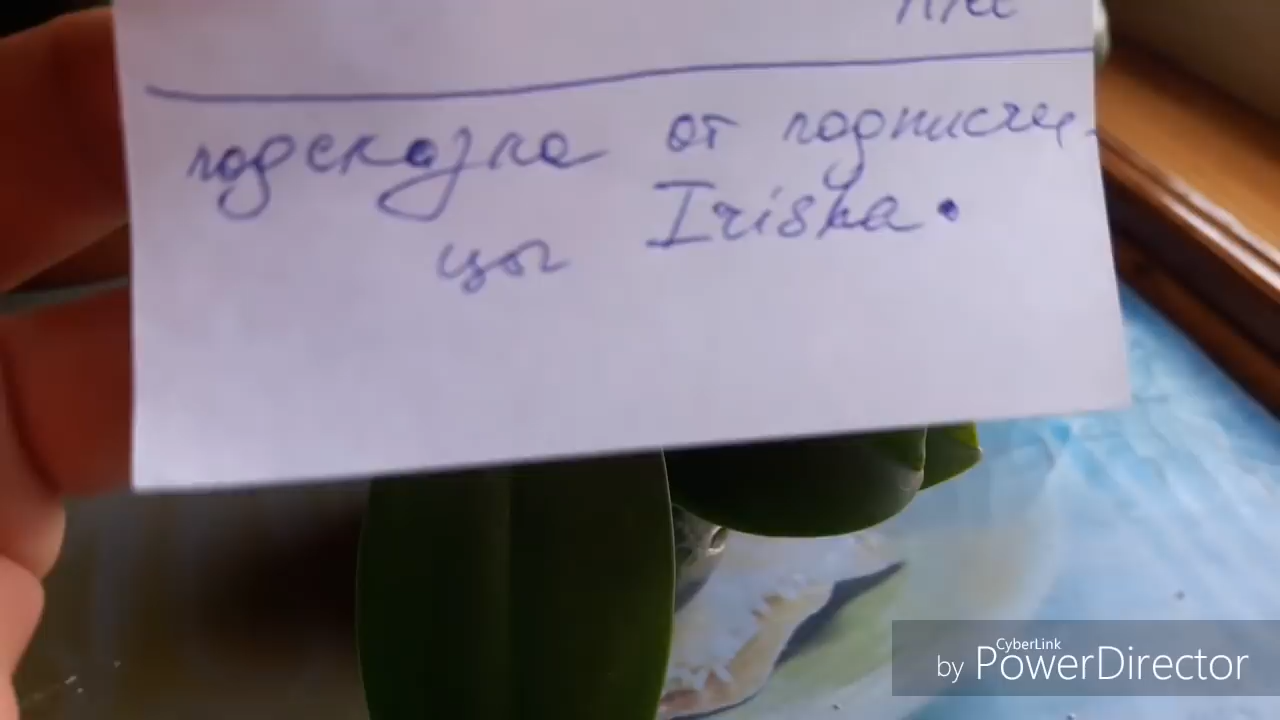 подсказка от подписчи-
цы Iriska.
CyberLink
by PowerDirector